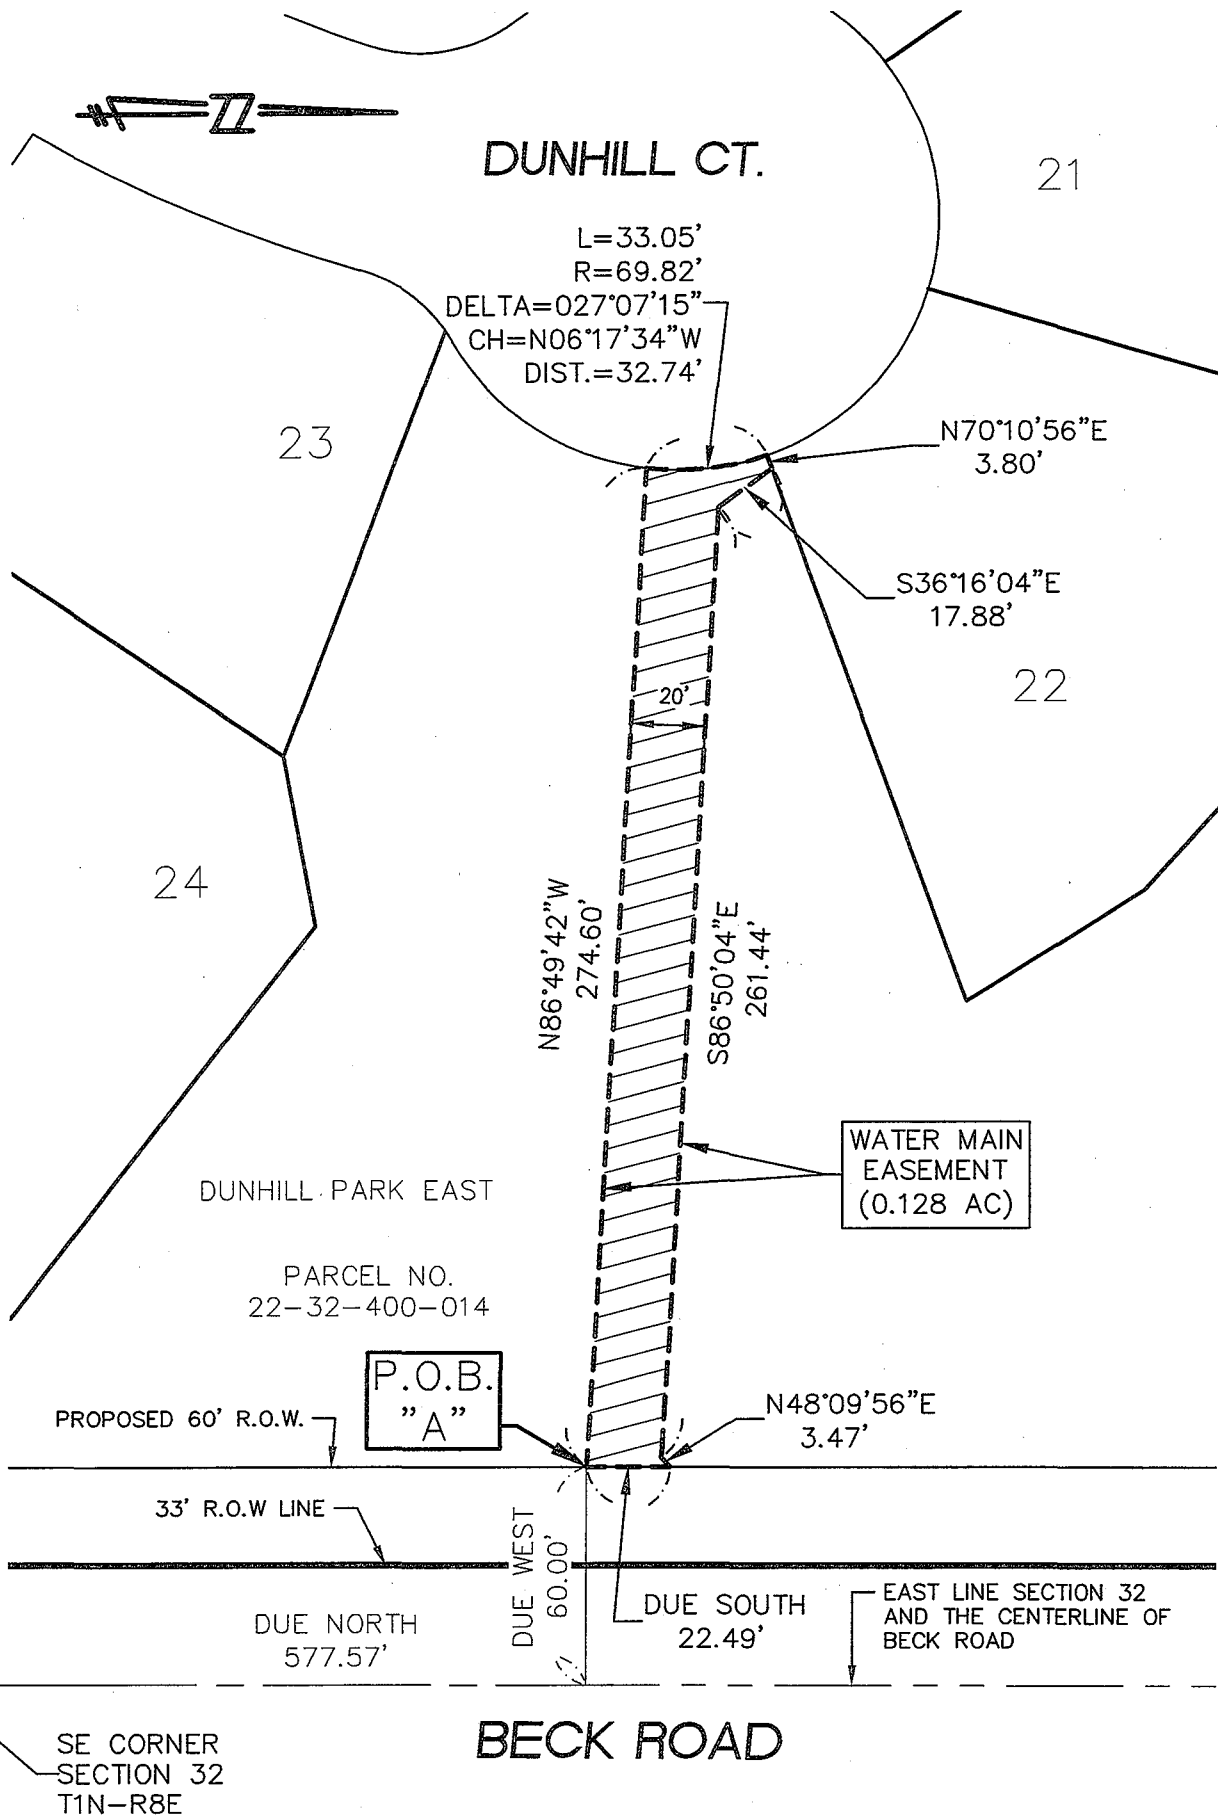 N
DUNHILL CT.
21
L=33.05'
R=69.82'
DELTA=027°07'15"
CH=N06°17'34"W
DIST.=32.74'
23
N70°10'56"E
3.80'
S36°16'04"E
17.88'
22
20'
24
N86°49'42"W
274.60'
S86°50'04"E
261.44'
WATER MAIN
EASEMENT
(0.128 AC)
DUNHILL PARK EAST
PARCEL NO.
22-32-400-014
P.O.B.
"A"
N48°09'56"E
3.47'
PROPOSED 60' R.O.W.
33' R.O.W LINE
DUE WEST
60.00'
DUE SOUTH
22.49'
EAST LINE SECTION 32
AND THE CENTERLINE OF
BECK ROAD
DUE NORTH
577.57'
BECK ROAD
SE CORNER
SECTION 32
T1N-R8E